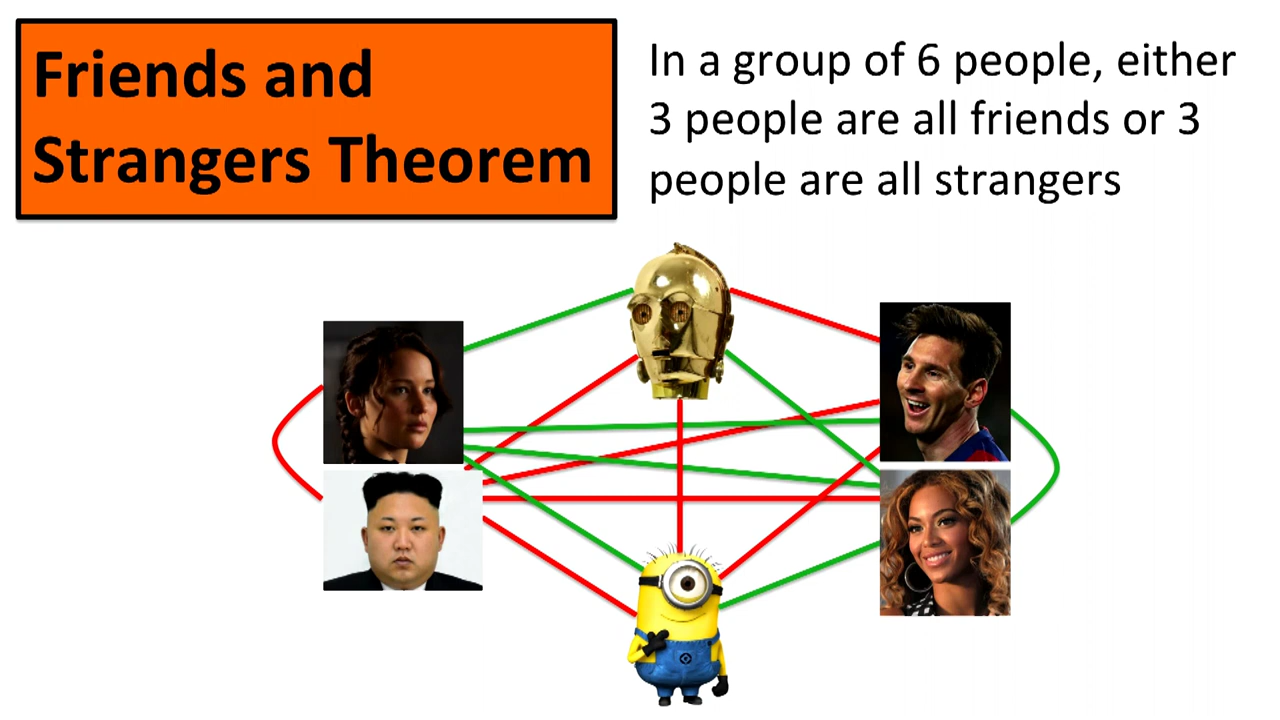 Friends and
Strangers Theorem
In a group of 6 people, either
3 people are all friends or 3
people are all strangers